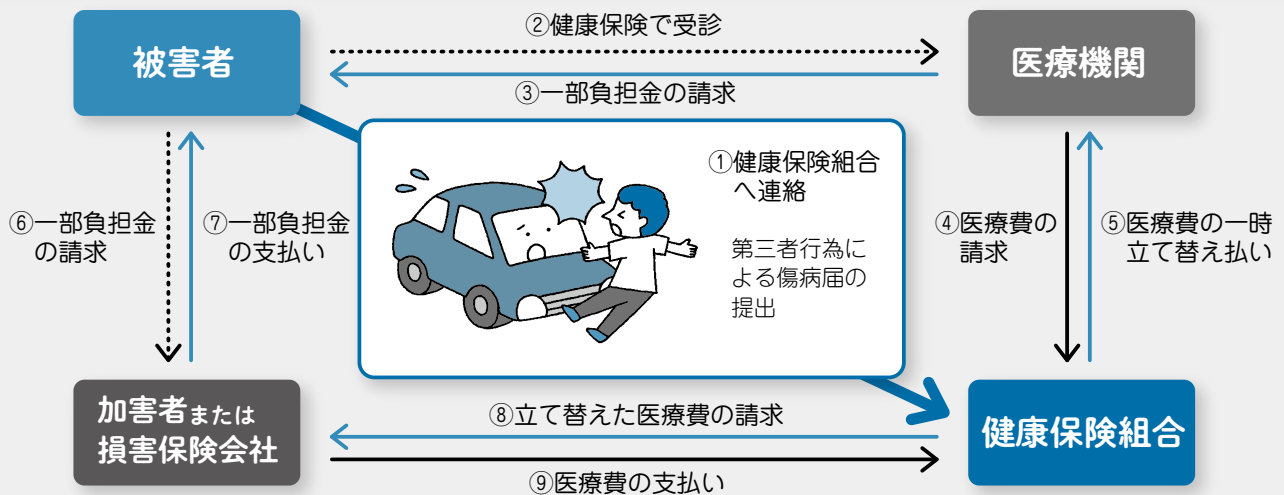 ②健康保険で受診
被害者
医療機関
③一部負担金の請求
①健康保険組合
へ連絡
第三者行為に
よる傷病届の
提出
⑥一部負担金
の請求
⑦一部負担金
の支払い
④医療費の
請求
⑤医療費の一時
立て替え払い
加害者または
損害保険会社
⑧立て替えた医療費の請求
健康保険組合
⑨医療費の支払い